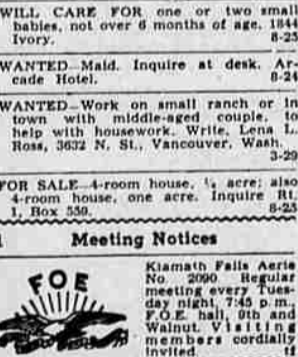 WILL CARE FOR one or two small
babies, not over 6 months of age. 1844
Ivory. 8-25
WANTED—Maid. Inquire at desk. Ar-
cade Hotel. 8-24
WANTED—Work on small ranch or in
town with middle-aged couple, to
help with housework. Write, Lena L.
Ross, 3632 N. St., Vancouver, Wash.
3-29
FOR SALE—4-room house, ¼ acre; also
4-room house, one acre. Inquire Rt.
1, Box 550. 8-25
Meeting Notices
FOE
Klamath Falls Aerie
No. 2090 Regular
meeting every Tues-
day night, 7:45 p.m.,
F.O.E. hall, 9th and
Walnut. Visiting
members cordially
invited.